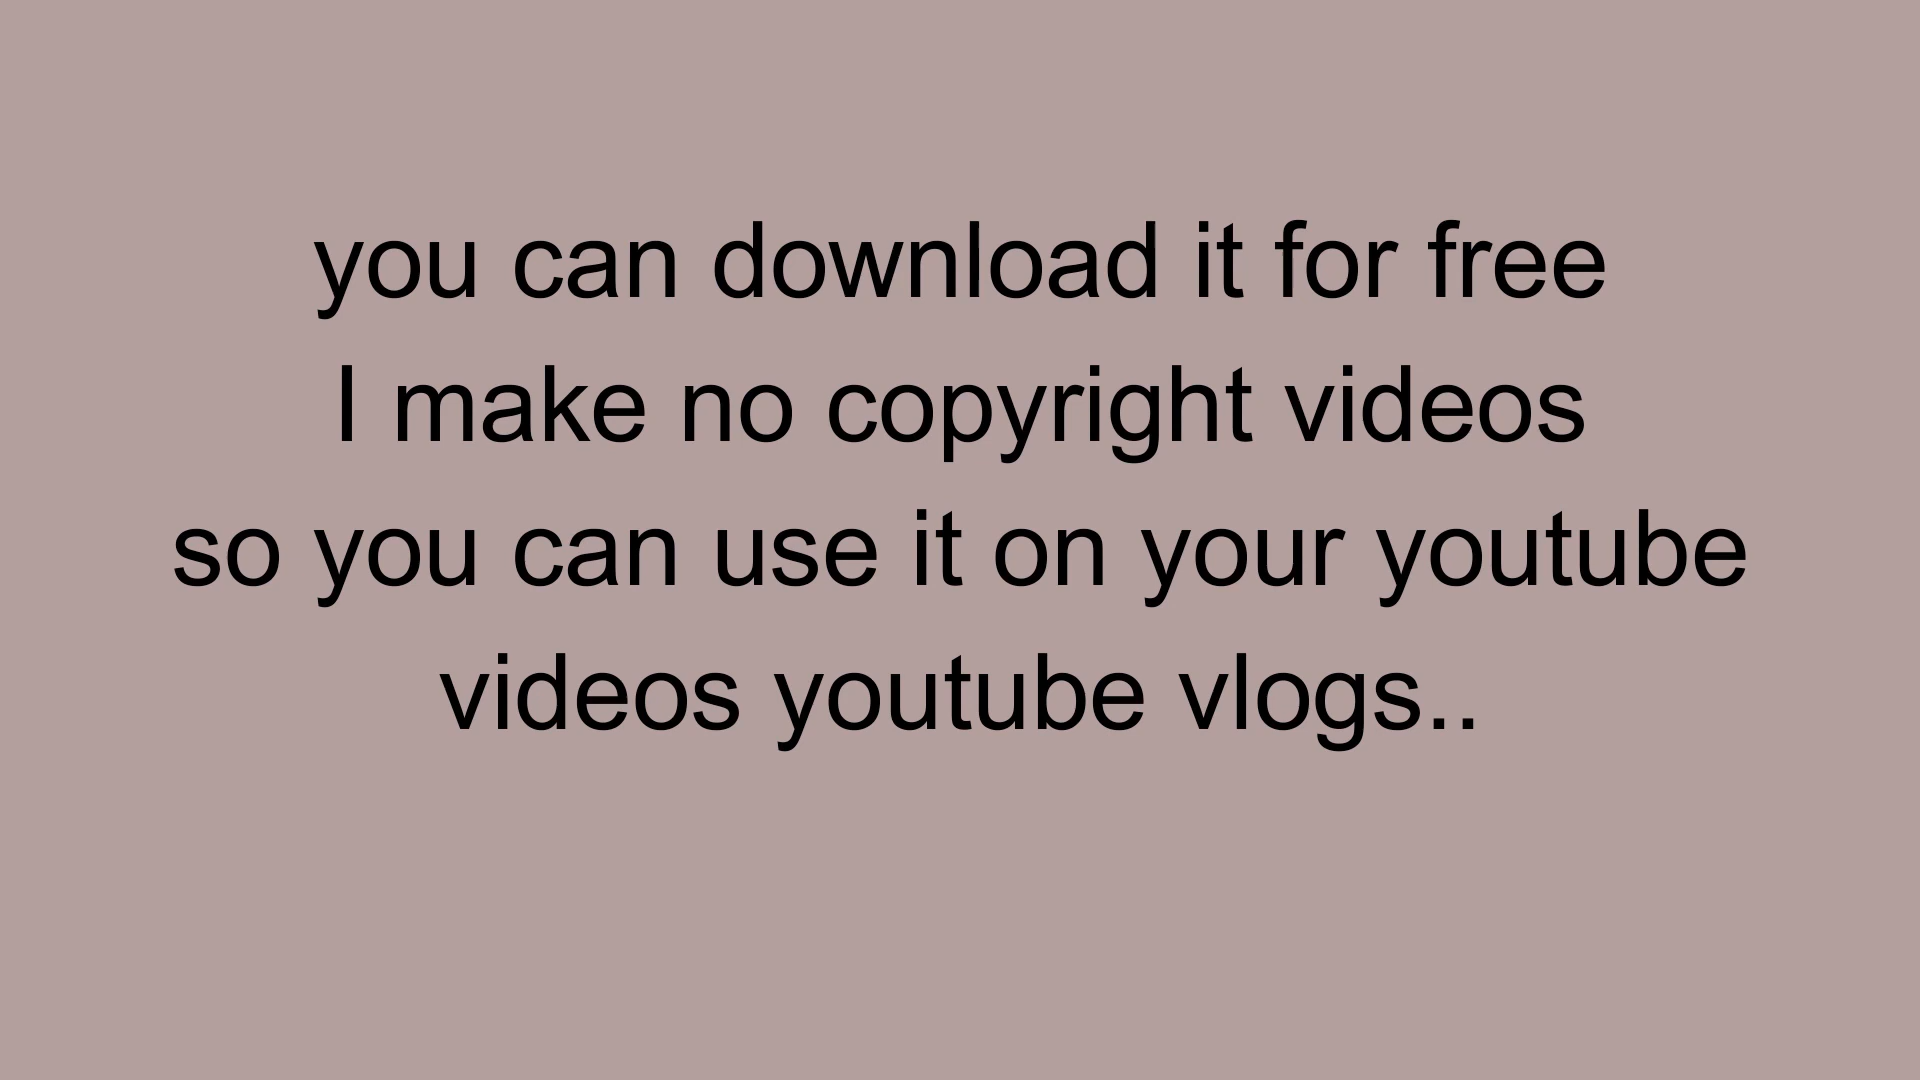 you can download it for free
I make no copyright videos
so you can use it on your youtube
videos youtube vlogs..